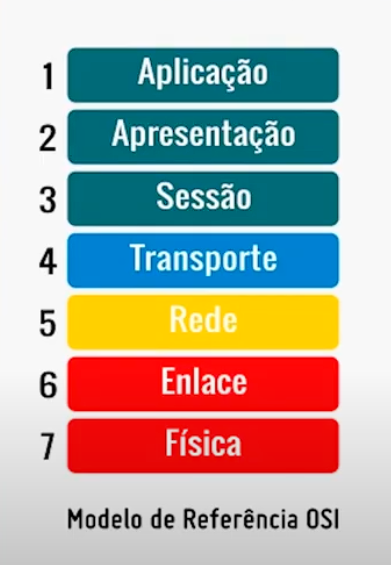 1 Aplicação
2 Apresentação
3 Sessão
4 Transporte
5 Rede
6 Enlace
7 Física
Modelo de Referência OSI